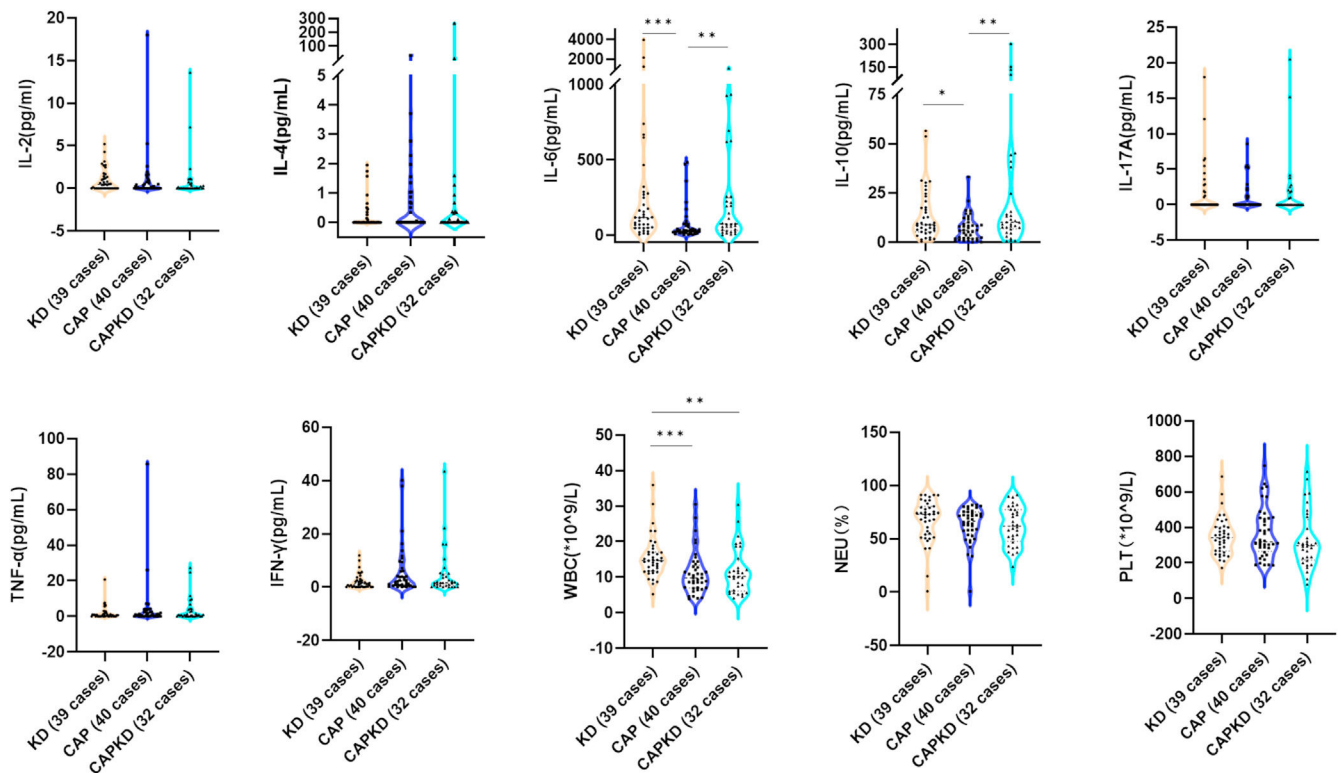 IL-2(pg/ml)
20
15
10
5
0
-5
KD (39 cases)
CAP (40 cases)
CAPKD (32 cases)
IL-4(pg/mL)
300
200
100
5
4
3
2
1
0
KD (39 cases)
CAP (40 cases)
CAPKD (32 cases)
IL-6(pg/mL)
*** **
4000
2000
1000
500
0
KD (39 cases)
CAP (40 cases)
CAPKD (32 cases)
IL-10(pg/mL)
**
*
300
150
75
50
25
0
KD (39 cases)
CAP (40 cases)
CAPKD (32 cases)
IL-17A(pg/mL)
25
20
15
10
5
0
-5
KD (39 cases)
CAP (40 cases)
CAPKD (32 cases)
TNF-α(pg/mL)
100
80
60
40
20
0
-20
KD (39 cases)
CAP (40 cases)
CAPKD (32 cases)
IFN-γ(pg/mL)
60
40
20
0
-20
KD (39 cases)
CAP (40 cases)
CAPKD (32 cases)
WBC(*10^9/L)
**
***
50
40
30
20
10
0
-10
KD (39 cases)
CAP (40 cases)
CAPKD (32 cases)
NEU(%)
150
100
50
0
-50
KD (39 cases)
CAP (40 cases)
CAPKD (32 cases)
PLT(*10^9/L)
1000
800
600
400
200
0
-200
KD (39 cases)
CAP (40 cases)
CAPKD (32 cases)